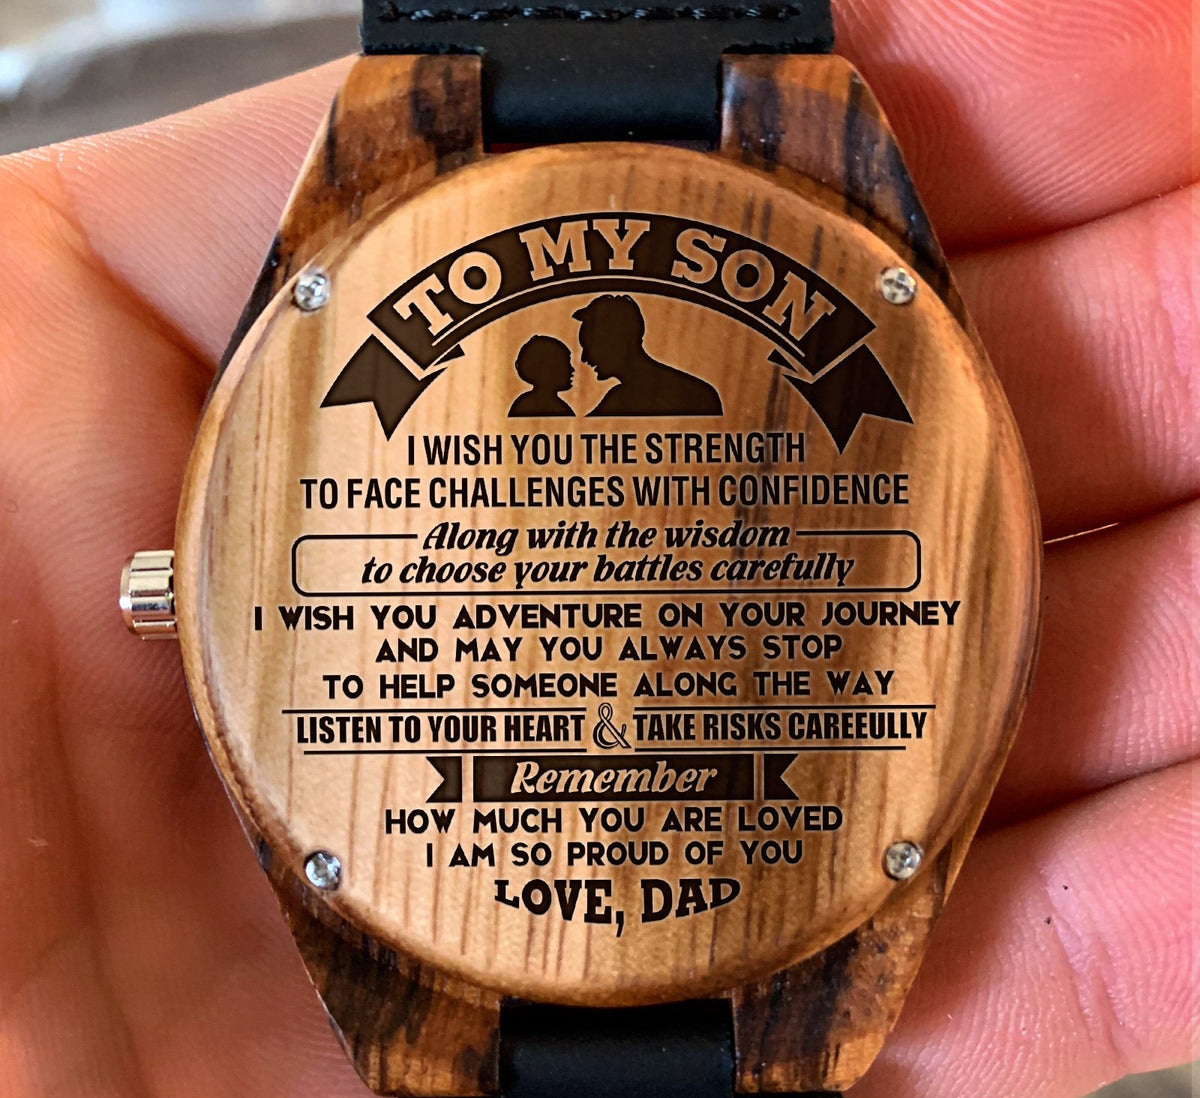 TO MY SON
I WISH YOU THE STRENGTH
TO FACE CHALLENGES WITH CONFIDENCE
Along with the wisdom
to choose your battles carefully
I WISH YOU ADVENTURE ON YOUR JOURNEY
AND MAY YOU ALWAYS STOP
TO HELP SOMEONE ALONG THE WAY
LISTEN TO YOUR HEART & TAKE RISKS CAREEULLY
Remember
HOW MUCH YOU ARE LOVED
I AM SO PROUD OF YOU
LOVE, DAD